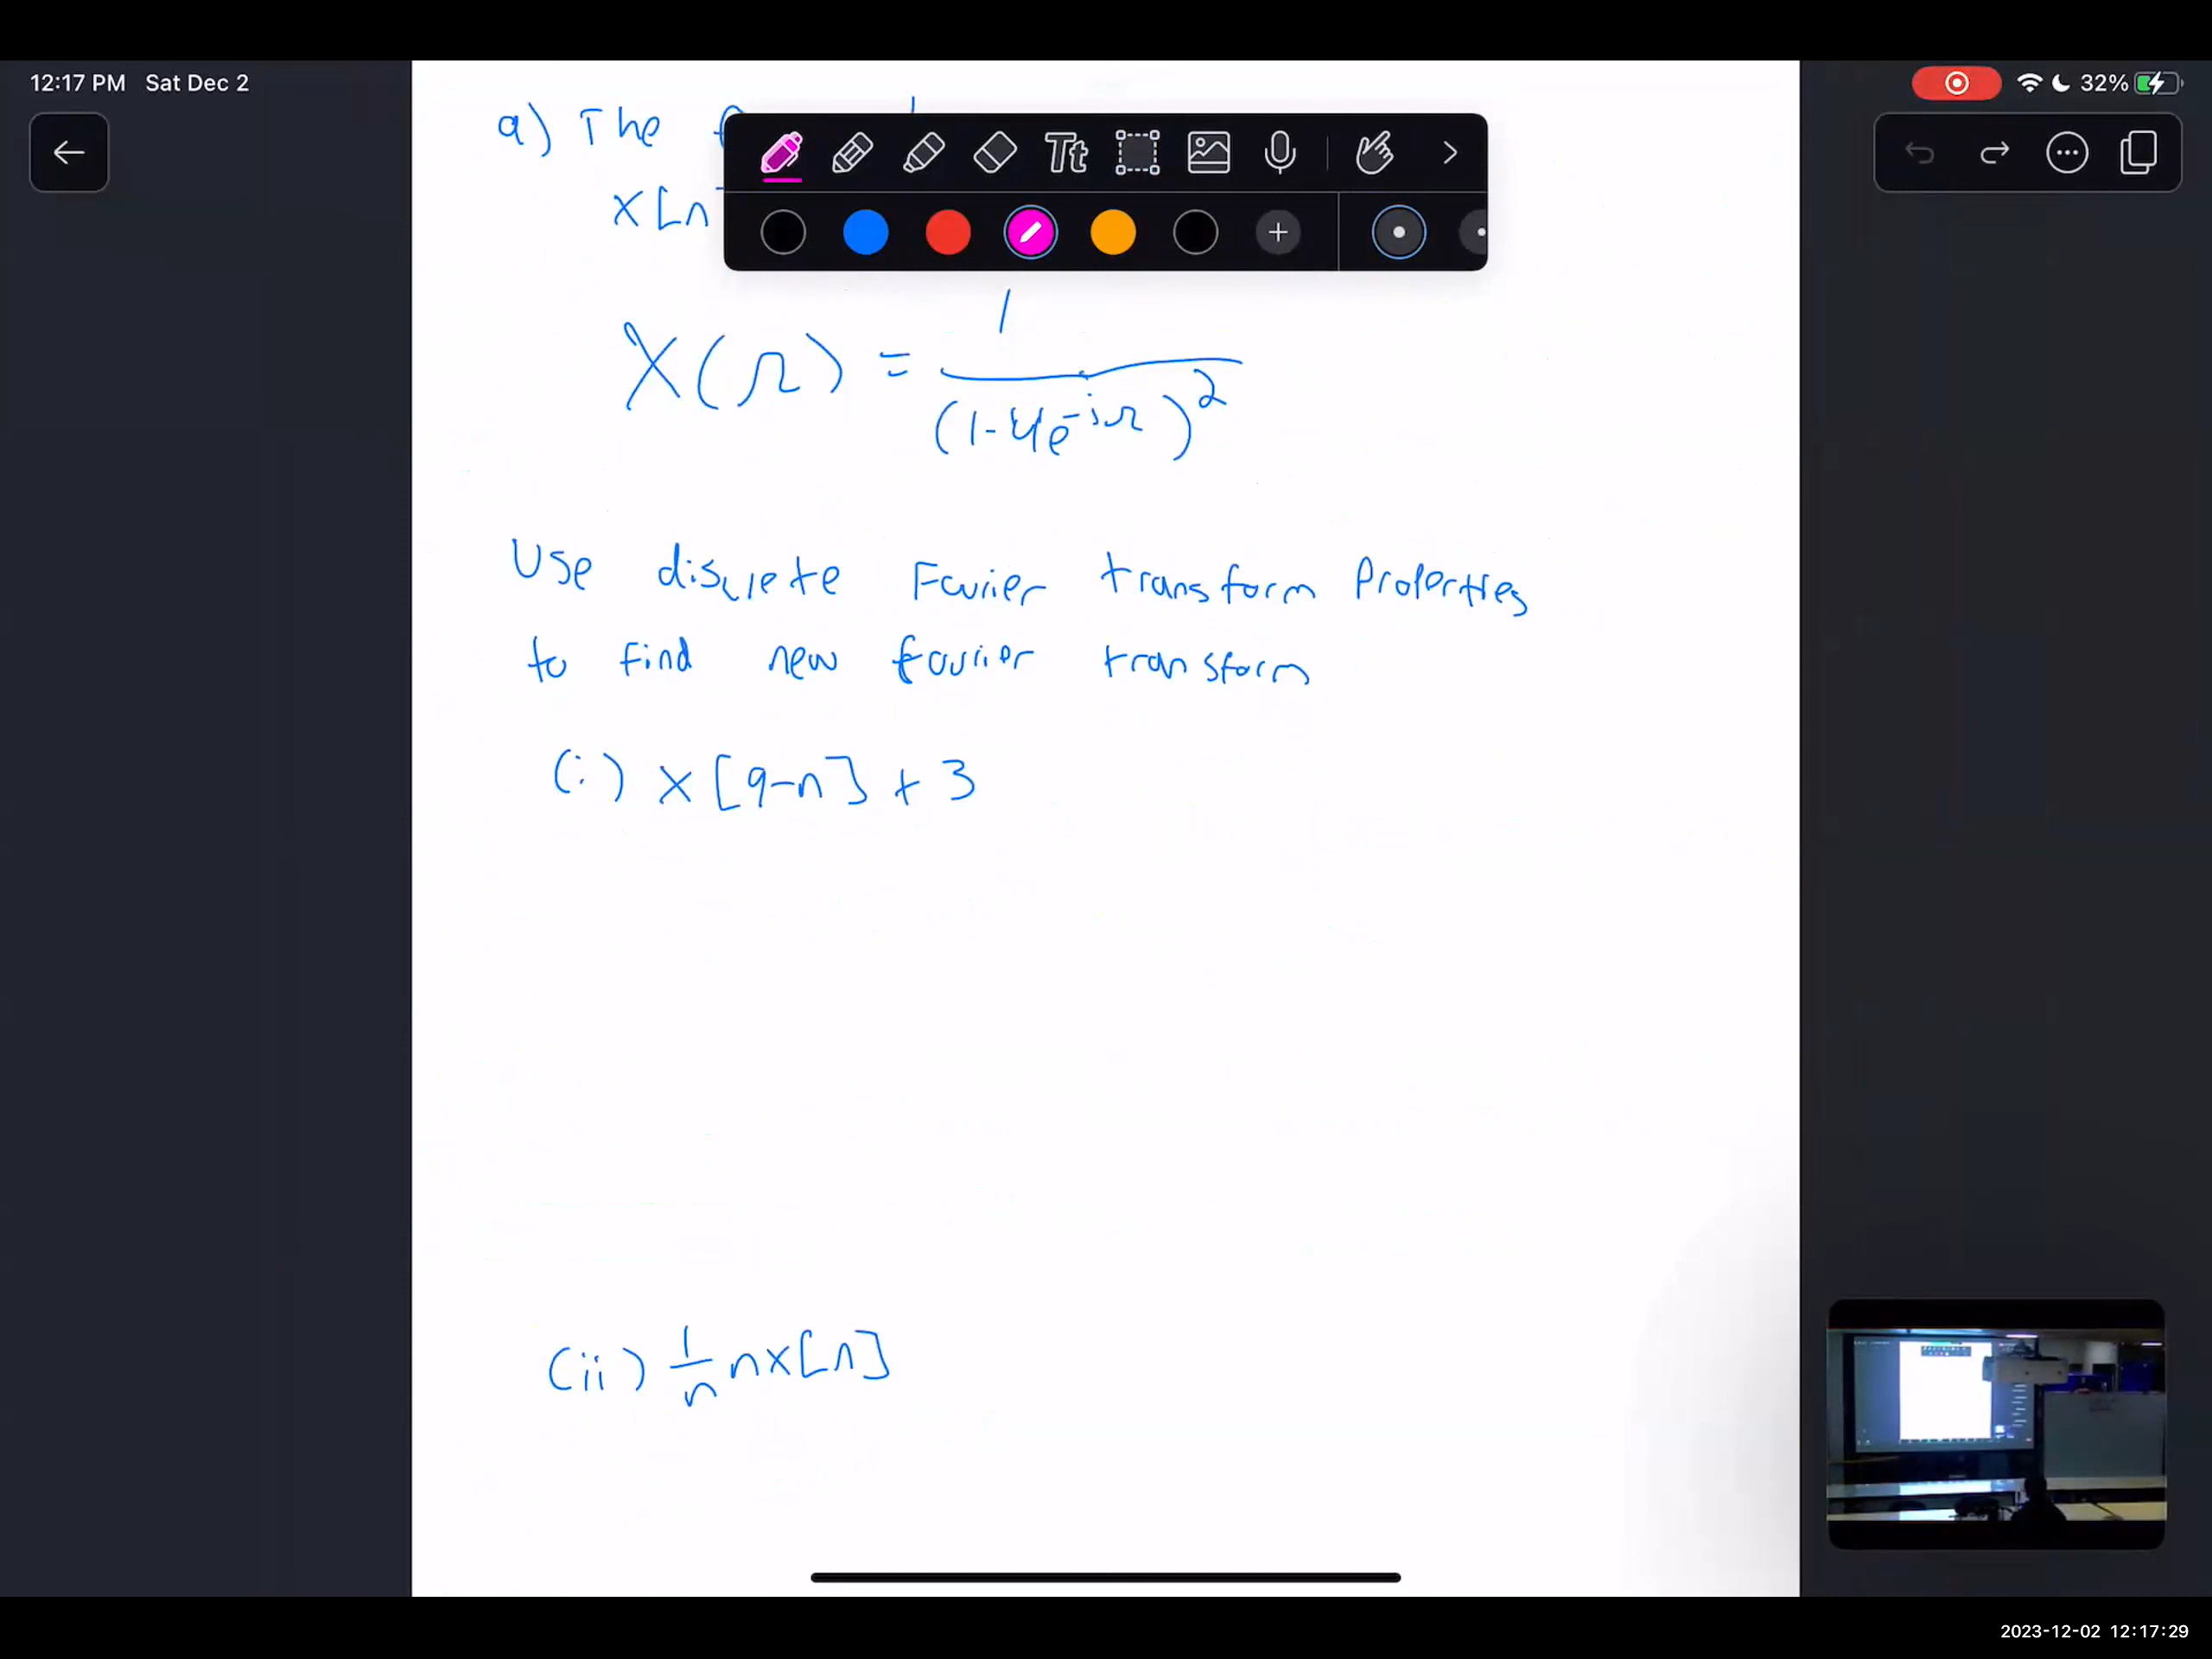 12:17 PM Sat Dec 2
32%
a) The
x[n]
Tt
X(Ω) = 1 / (1-4e^-jΩ)^2
Use discrete Fourier transform Properties
to find new fourier transform
(i) x[9-n] + 3
(ii) 1/n nx[n]
2023-12-02 12:17:29